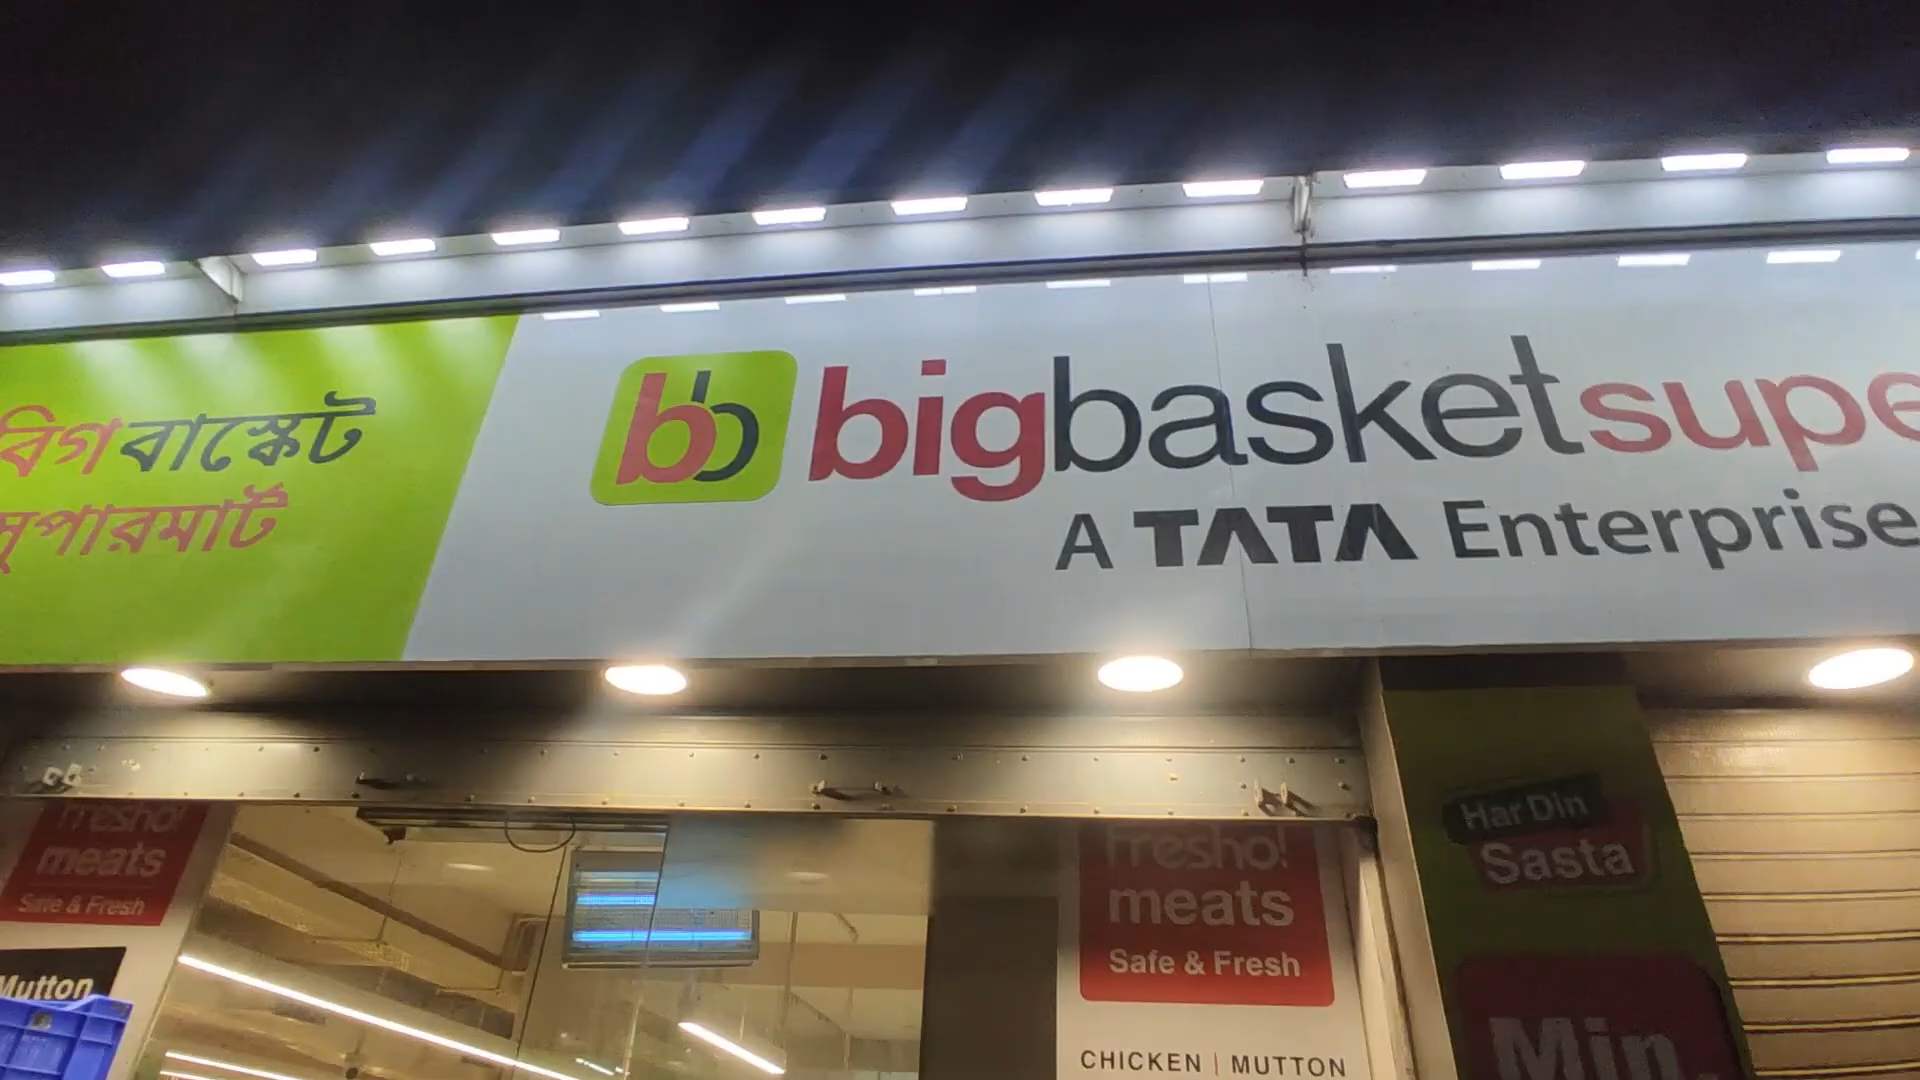 বিগবাস্কেট
সুপারমার্ট
bb bigbasketsupe
A TATA Enterprise
fresho!
meats
Safe & Fresh
Mutton
fresho!
meats
Safe & Fresh
CHICKEN | MUTTON
Har Din
Sasta
Min.